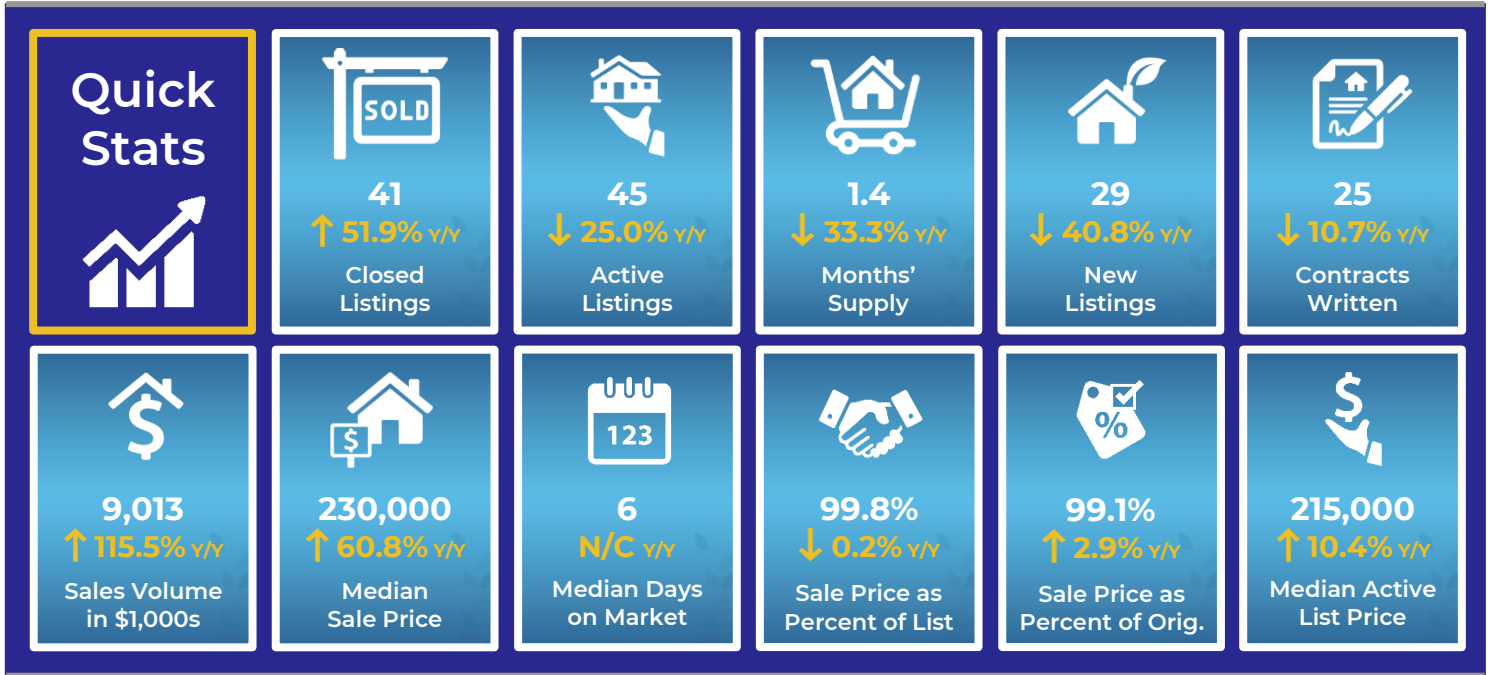 Quick
Stats
SOLD
41
↑ 51.9% Y/Y
Closed
Listings
45
↓ 25.0% Y/Y
Active
Listings
1.4
↓ 33.3% Y/Y
Months’
Supply
29
↓ 40.8% Y/Y
New
Listings
25
↓ 10.7% Y/Y
Contracts
Written
$
9,013
↑ 115.5% Y/Y
Sales Volume
in $1,000s
$
230,000
↑ 60.8% Y/Y
Median
Sale Price
123
6
N/C Y/Y
Median Days
on Market
99.8%
↓ 0.2% Y/Y
Sale Price as
Percent of List
%
99.1%
↑ 2.9% Y/Y
Sale Price as
Percent of Orig.
$
215,000
↑ 10.4% Y/Y
Median Active
List Price